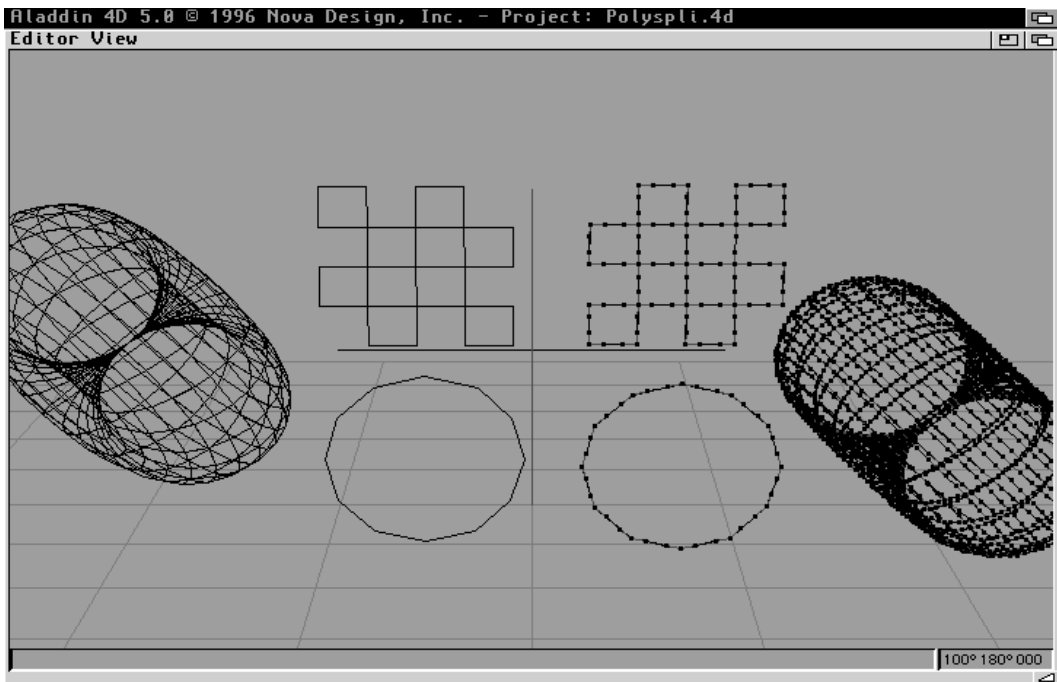 Aladdin 4D 5.0 © 1996 Nova Design, Inc. - Project: Polyspli.4d
Editor View
100° 180° 000